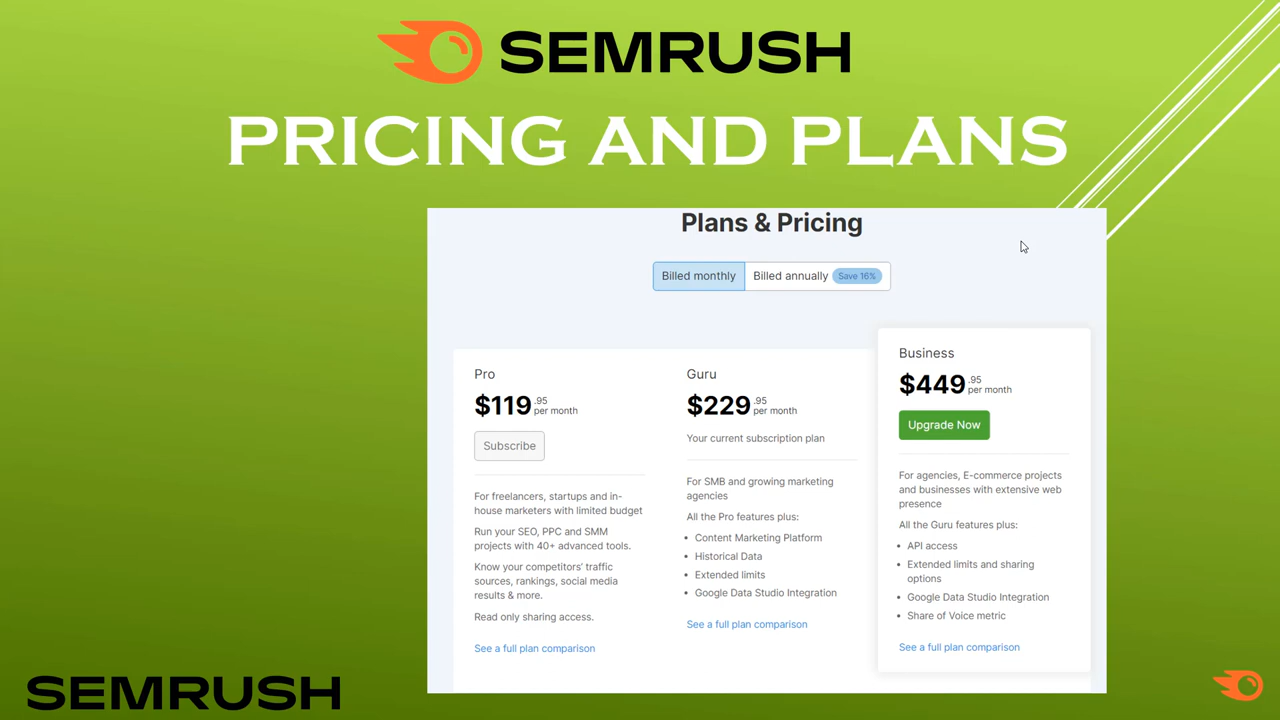 SEMRUSH
PRICING AND PLANS
Plans & Pricing
Billed monthly
Billed annually
Save 16%
Pro
$119
.95
per month
Subscribe
For freelancers, startups and in-
house marketers with limited budget
Run your SEO, PPC and SMM
projects with 40+ advanced tools.
Know your competitors' traffic
sources, rankings, social media
results & more.
Read only sharing access.
See a full plan comparison
Guru
$229
.95
per month
Your current subscription plan
For SMB and growing marketing
agencies
All the Pro features plus:
• Content Marketing Platform
• Historical Data
• Extended limits
• Google Data Studio Integration
See a full plan comparison
Business
$449
.95
per month
Upgrade Now
For agencies, E-commerce projects
and businesses with extensive web
presence
All the Guru features plus:
• API access
• Extended limits and sharing
options
• Google Data Studio Integration
• Share of Voice metric
See a full plan comparison
SEMRUSH